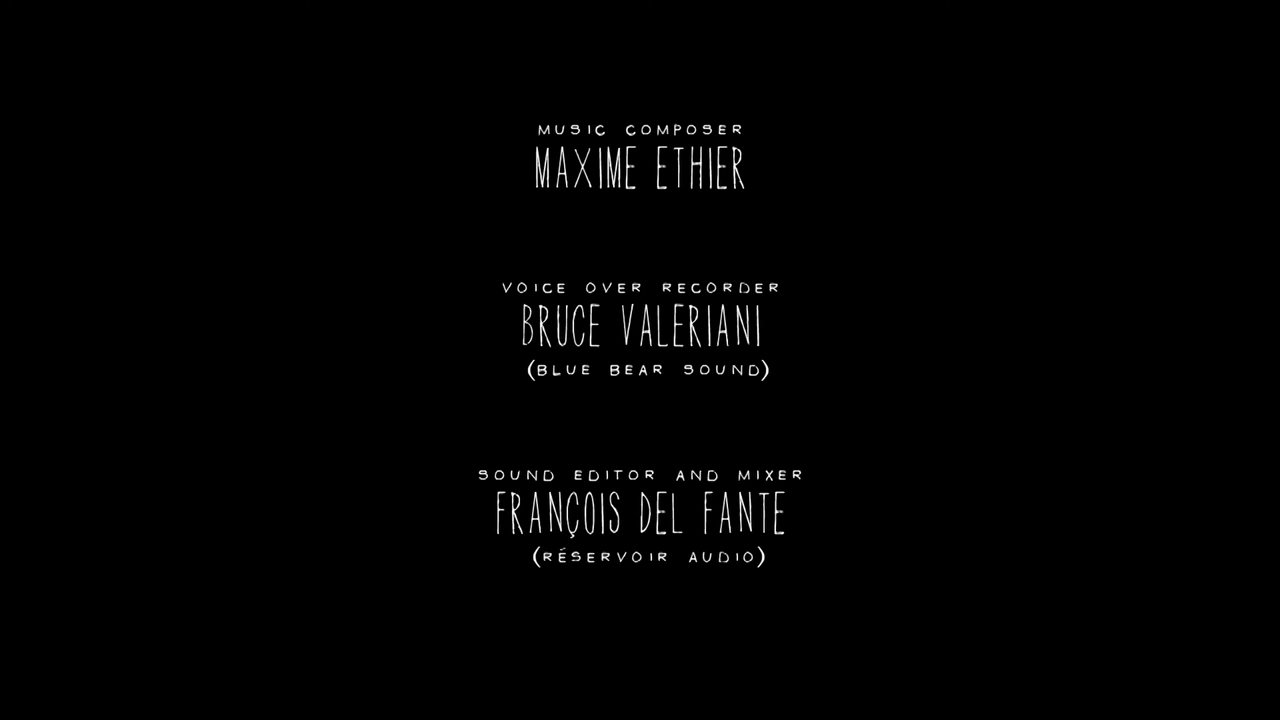 MUSIC COMPOSER
MAXIME ETHIER
VOICE OVER RECORDER
BRUCE VALERIANI
(BLUE BEAR SOUND)
SOUND EDITOR AND MIXER
FRANÇOIS DEL FANTE
(RÉSERVOIR AUDIO)